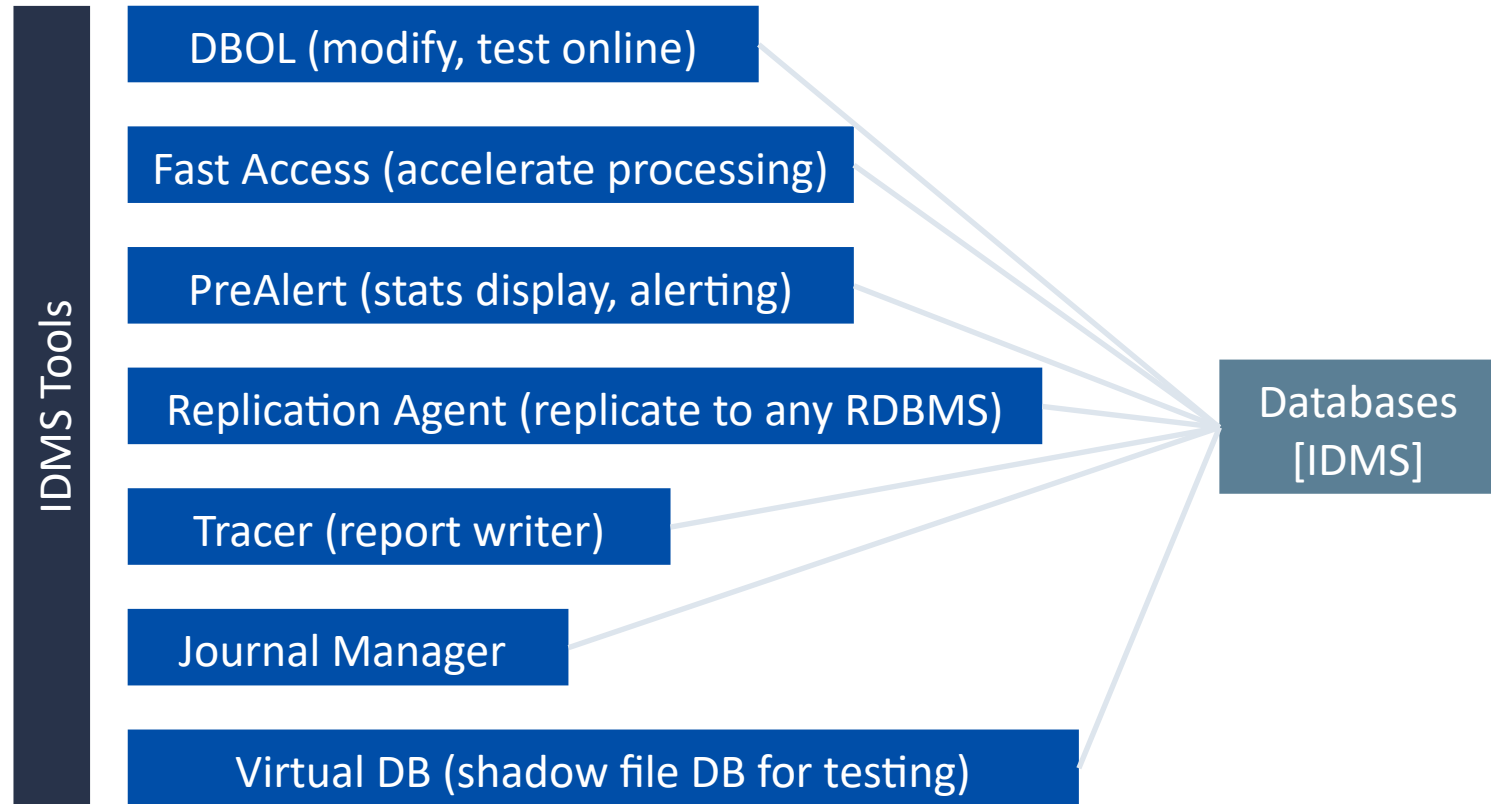 IDMS Tools
DBOL (modify, test online)
Fast Access (accelerate processing)
PreAlert (stats display, alerting)
Replication Agent (replicate to any RDBMS)
Tracer (report writer)
Journal Manager
Virtual DB (shadow file DB for testing)
Databases
[IDMS]